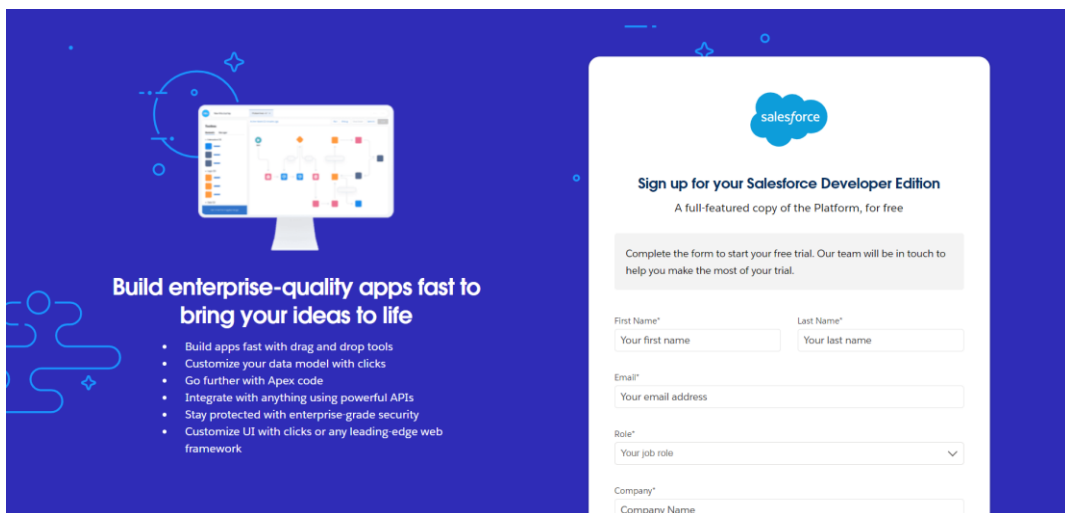 Build enterprise-quality apps fast to
bring your ideas to life
Build apps fast with drag and drop tools
Customize your data model with clicks
Go further with Apex code
Integrate with anything using powerful APIs
Stay protected with enterprise-grade security
Customize UI with clicks or any leading-edge web
framework
salesforce
Sign up for your Salesforce Developer Edition
A full-featured copy of the Platform, for free
Complete the form to start your free trial. Our team will be in touch to
help you make the most of your trial.
First Name* Last Name*
Your first name Your last name
Email*
Your email address
Role*
Your job role
Company*
Company Name